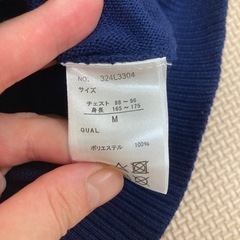 NO. 324L3304
サイズ
チェスト 88 - 96
身長 165 - 175
M
QUAL
ポリエステル 100%